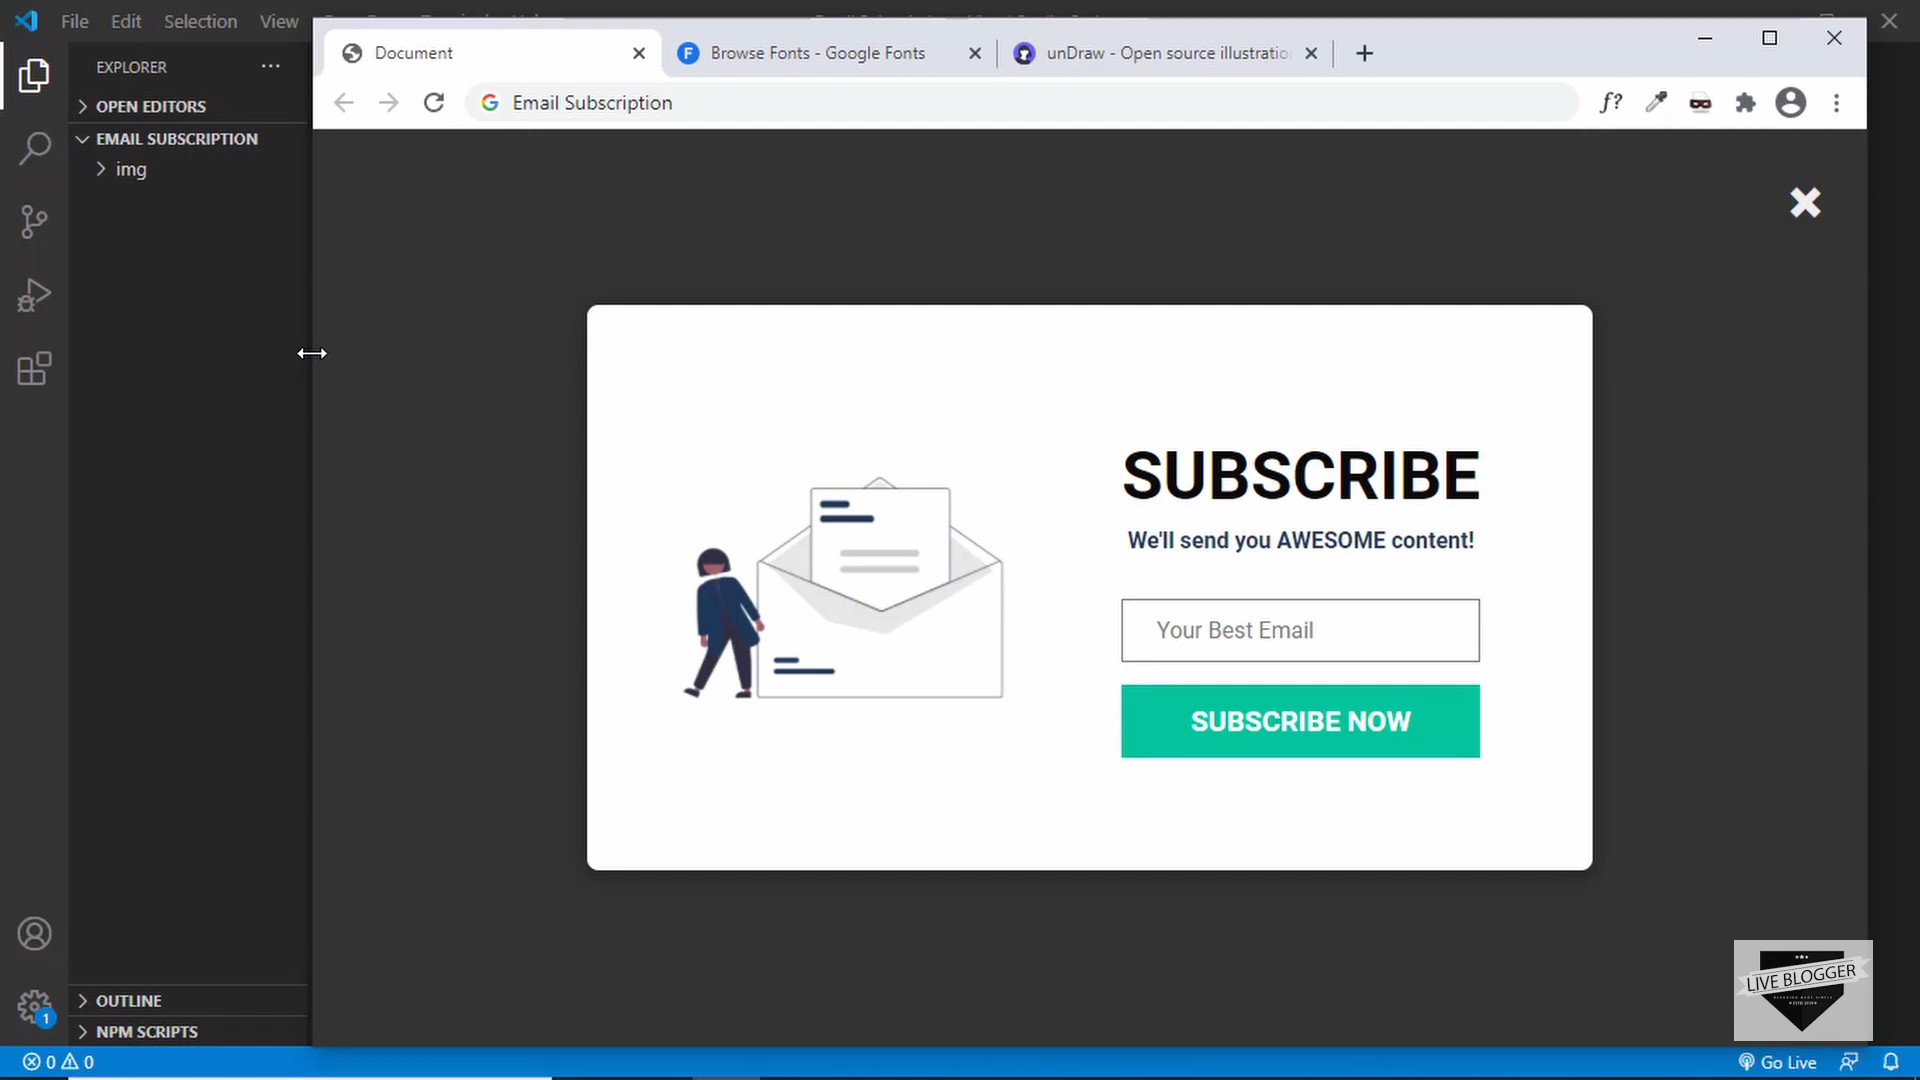 File Edit Selection View
Document
Browse Fonts - Google Fonts
unDraw - Open source illustratio
EXPLORER
Email Subscription
f?
OPEN EDITORS
EMAIL SUBSCRIPTION
img
SUBSCRIBE
We'll send you AWESOME content!
Your Best Email
SUBSCRIBE NOW
LIVE BLOGGER
OUTLINE
1
NPM SCRIPTS
0 0
Go Live